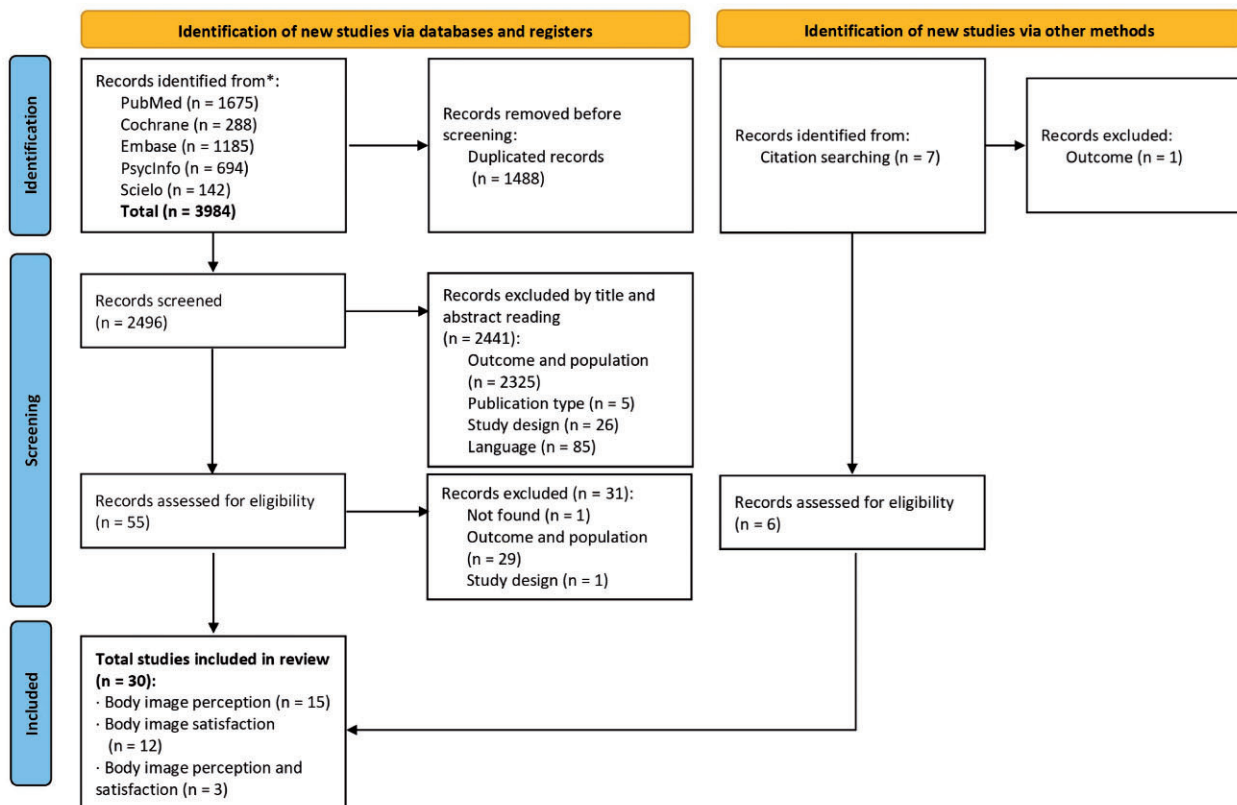 Identification of new studies via databases and registers
Identification of new studies via other methods
Identification
Records identified from*:
PubMed (n = 1675)
Cochrane (n = 288)
Embase (n = 1185)
PsycInfo (n = 694)
Scielo (n = 142)
Total (n = 3984)
Records removed before
screening:
Duplicated records
(n = 1488)
Records identified from:
Citation searching (n = 7)
Records excluded:
Outcome (n = 1)
Screening
Records screened
(n = 2496)
Records excluded by title and
abstract reading
(n = 2441):
Outcome and population
(n = 2325)
Publication type (n = 5)
Study design (n = 26)
Language (n = 85)
Records assessed for eligibility
(n = 55)
Records excluded (n = 31):
Not found (n = 1)
Outcome and population
(n = 29)
Study design (n = 1)
Records assessed for eligibility
(n = 6)
Included
Total studies included in review
(n = 30):
· Body image perception (n = 15)
· Body image satisfaction
(n = 12)
· Body image perception and
satisfaction (n = 3)